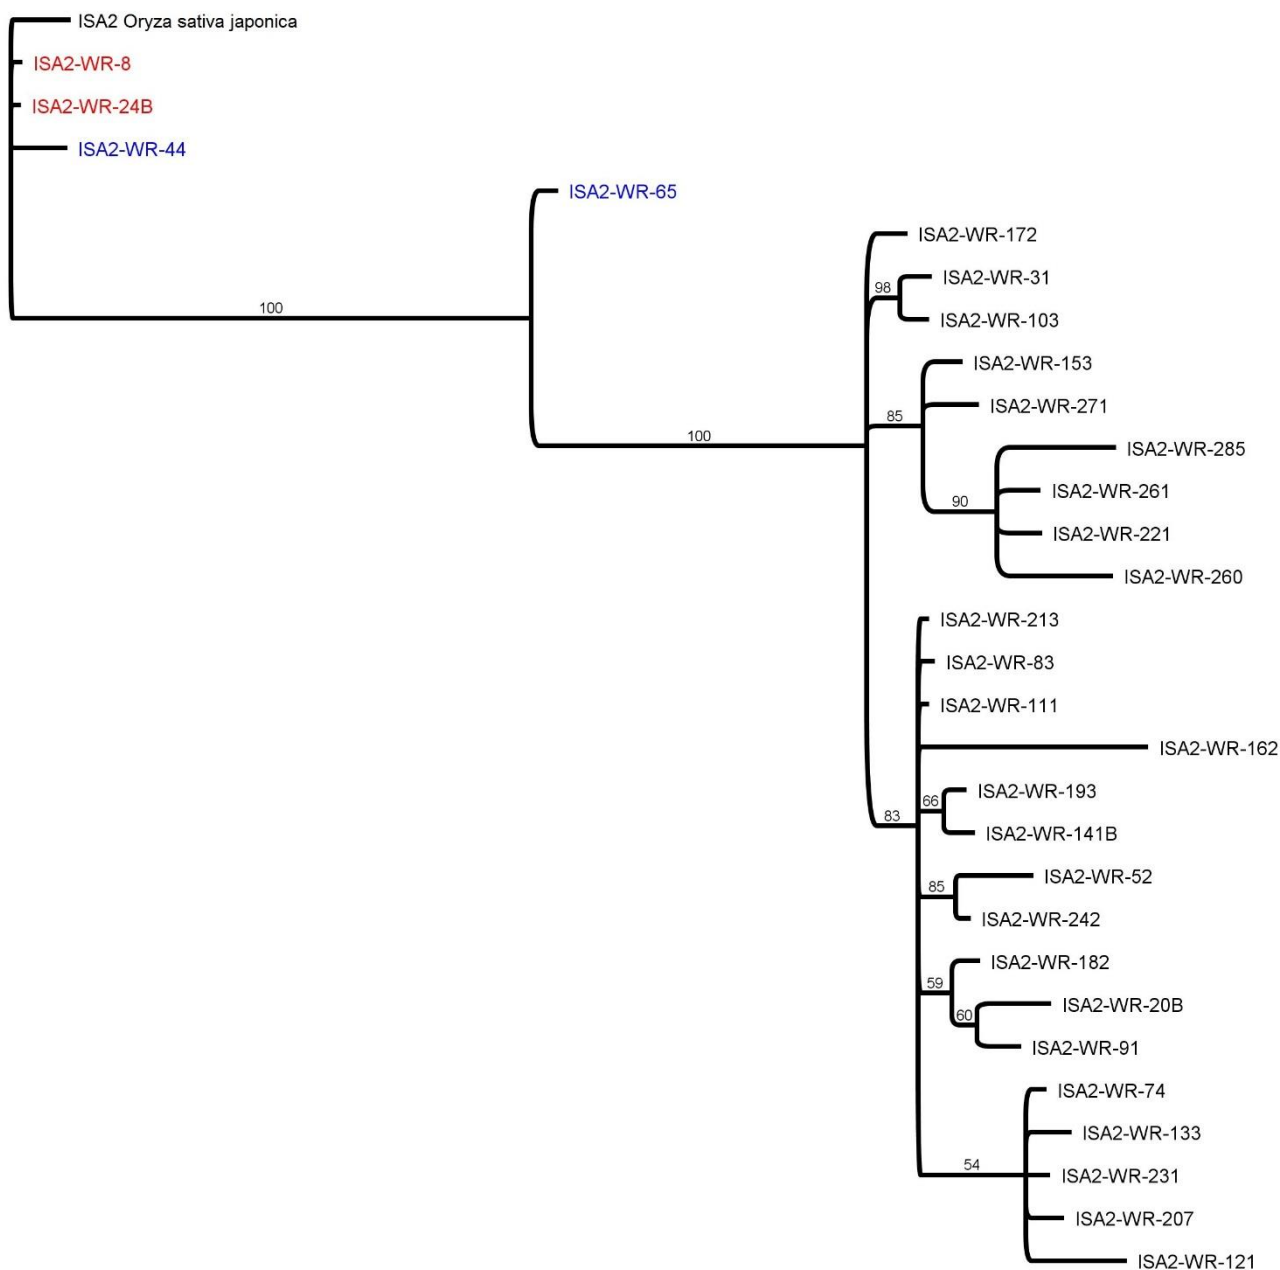 ISA2 Oryza sativa japonica
ISA2-WR-8
ISA2-WR-24B
ISA2-WR-44
ISA2-WR-65
ISA2-WR-172
ISA2-WR-31
98
ISA2-WR-103
100
ISA2-WR-153
ISA2-WR-271
85
100
ISA2-WR-285
ISA2-WR-261
90
ISA2-WR-221
ISA2-WR-260
ISA2-WR-213
ISA2-WR-83
ISA2-WR-111
ISA2-WR-162
ISA2-WR-193
66
83
ISA2-WR-141B
ISA2-WR-52
85
ISA2-WR-242
ISA2-WR-182
59
ISA2-WR-20B
60
ISA2-WR-91
ISA2-WR-74
ISA2-WR-133
54
ISA2-WR-231
ISA2-WR-207
ISA2-WR-121